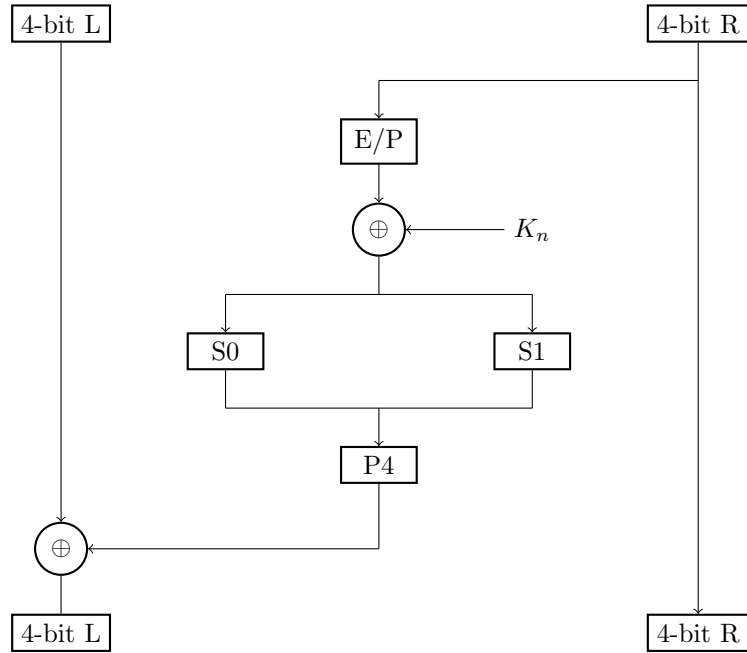 4-bit L
4-bit R
E/P
⊕
K_n
S0
S1
P4
⊕
4-bit L
4-bit R